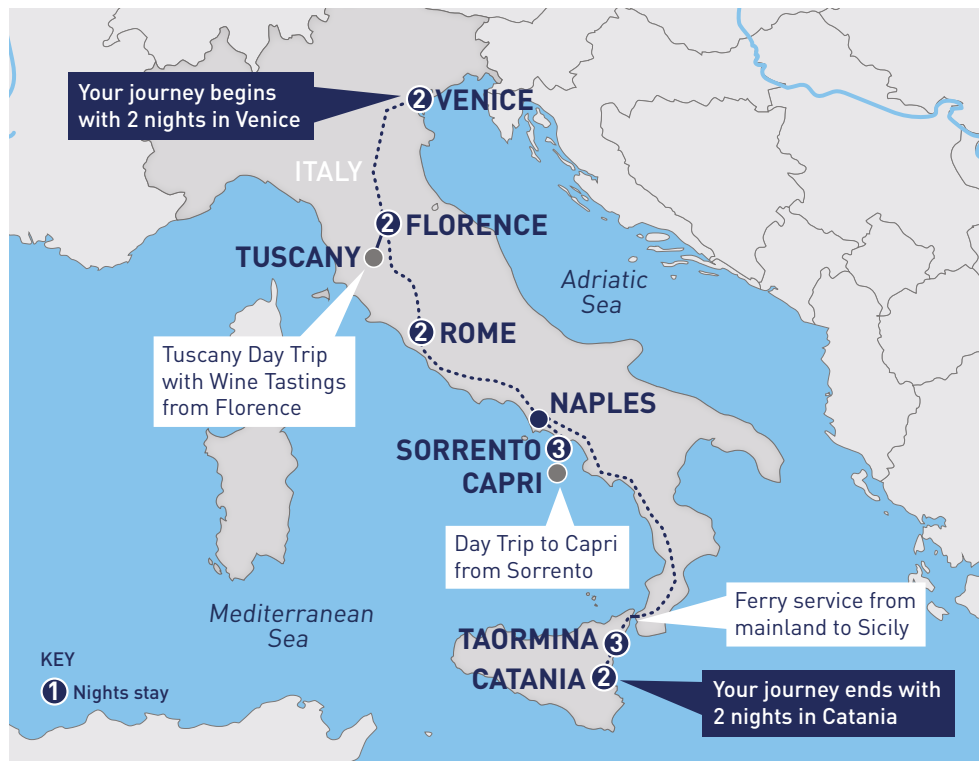 Your journey begins
with 2 nights in Venice
2 VENICE
ITALY
2 FLORENCE
TUSCANY
Adriatic
Sea
2 ROME
Tuscany Day Trip
with Wine Tastings
from Florence
NAPLES
SORRENTO 3
CAPRI
Day Trip to Capri
from Sorrento
Mediterranean
Sea
Ferry service from
mainland to Sicily
TAORMINA 3
CATANIA 2
KEY
1 Nights stay
Your journey ends with
2 nights in Catania